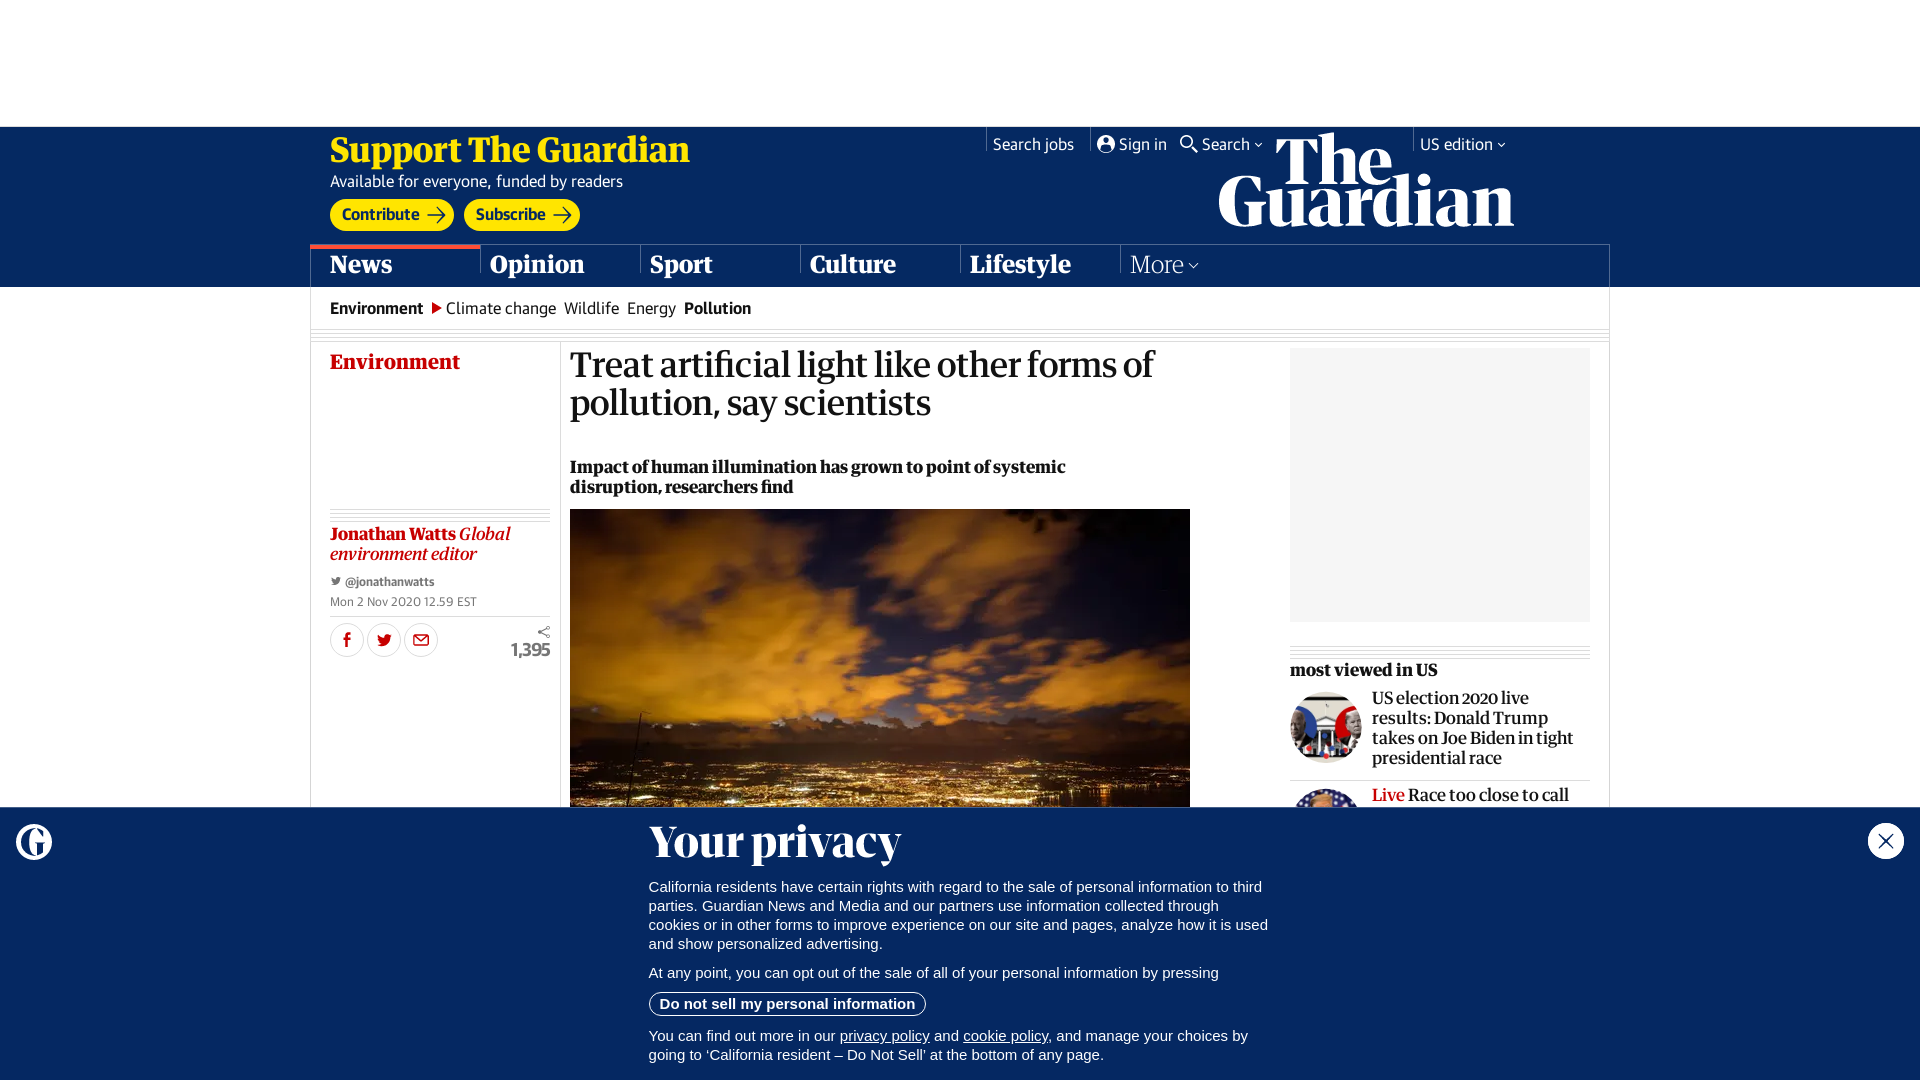 Support The Guardian
Available for everyone, funded by readers
Contribute
Subscribe
Search jobs
Sign in
Search
US edition
The
Guardian
News
Opinion
Sport
Culture
Lifestyle
More
Environment
Climate change
Wildlife
Energy
Pollution
Environment
Treat artificial light like other forms of
pollution, say scientists
Impact of human illumination has grown to point of systemic
disruption, researchers find
Jonathan Watts Global
environment editor
@jonathanwatts
Mon 2 Nov 2020 12.59 EST
1,395
most viewed in US
US election 2020 live
results: Donald Trump
takes on Joe Biden in tight
presidential race
Live Race too close to call
Your privacy
California residents have certain rights with regard to the sale of personal information to third
parties. Guardian News and Media and our partners use information collected through
cookies or in other forms to improve experience on our site and pages, analyze how it is used
and show personalized advertising.
At any point, you can opt out of the sale of all of your personal information by pressing
Do not sell my personal information
You can find out more in our privacy policy and cookie policy, and manage your choices by
going to ‘California resident – Do Not Sell’ at the bottom of any page.